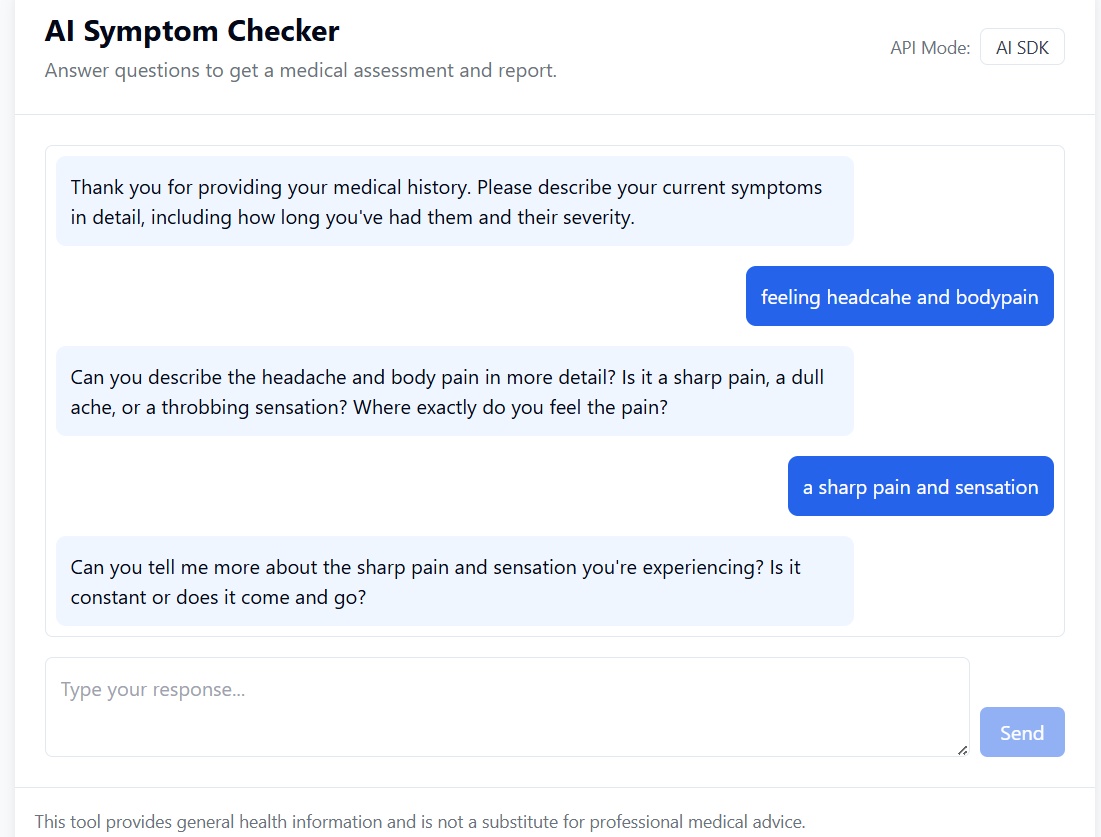 AI Symptom Checker
Answer questions to get a medical assessment and report.
API Mode: AI SDK
Thank you for providing your medical history. Please describe your current symptoms
in detail, including how long you've had them and their severity.
feeling headcahe and bodypain
Can you describe the headache and body pain in more detail? Is it a sharp pain, a dull
ache, or a throbbing sensation? Where exactly do you feel the pain?
a sharp pain and sensation
Can you tell me more about the sharp pain and sensation you're experiencing? Is it
constant or does it come and go?
Type your response...
Send
This tool provides general health information and is not a substitute for professional medical advice.